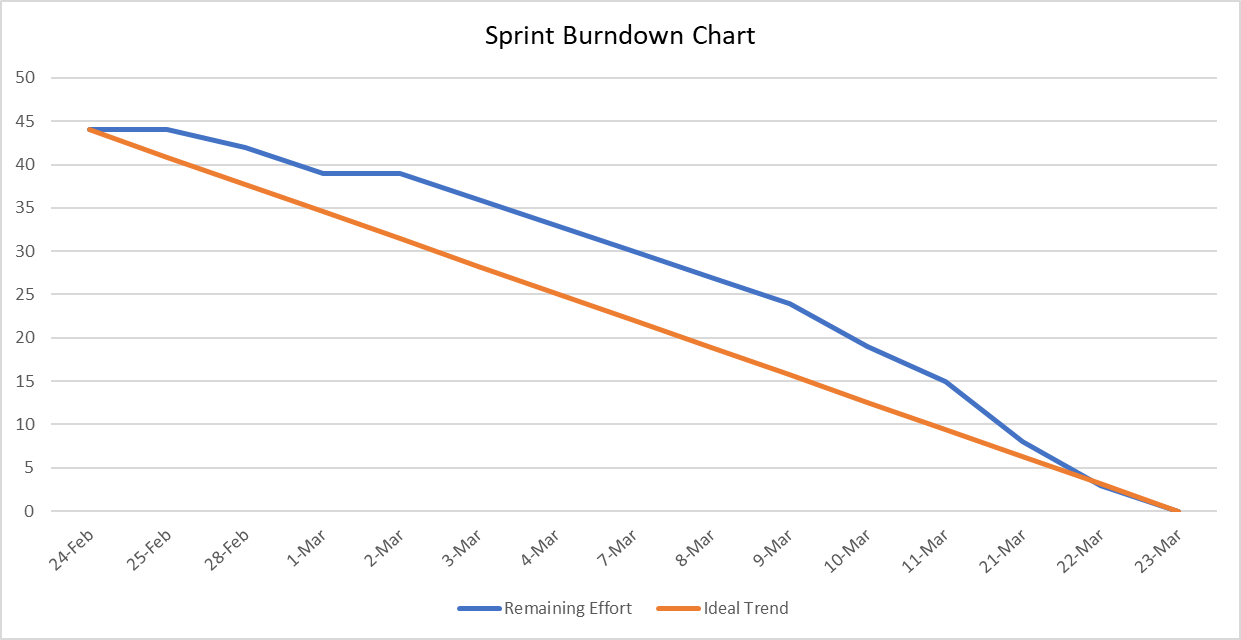 Sprint Burndown Chart
50
45
40
35
30
25
20
15
10
5
0
24-Feb
25-Feb
28-Feb
1-Mar
2-Mar
3-Mar
4-Mar
7-Mar
8-Mar
9-Mar
10-Mar
11-Mar
21-Mar
22-Mar
23-Mar
Remaining Effort Ideal Trend